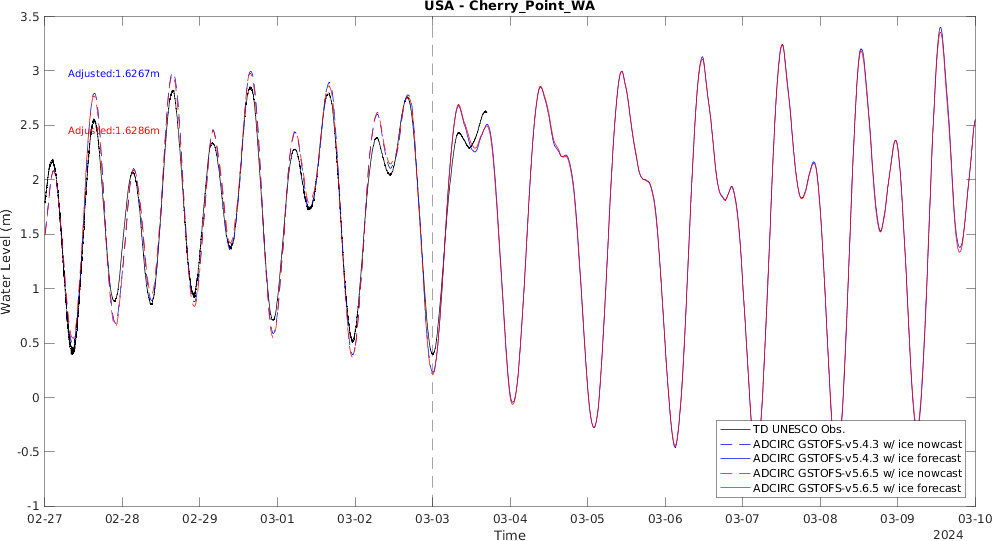 USA - Cherry_Point_WA
3.5
3
2.5
2
1.5
1
0.5
0
-0.5
-1
Water Level (m)
Adjusted:1.6267m
Adjusted:1.6286m
TD UNESCO Obs.
ADCIRC GSTOFS-v5.4.3 w/ ice nowcast
ADCIRC GSTOFS-v5.4.3 w/ ice forecast
ADCIRC GSTOFS-v5.6.5 w/ ice nowcast
ADCIRC GSTOFS-v5.6.5 w/ ice forecast
02-27 02-28 02-29 03-01 03-02 03-03 03-04 03-05 03-06 03-07 03-08 03-09 03-10
Time
2024